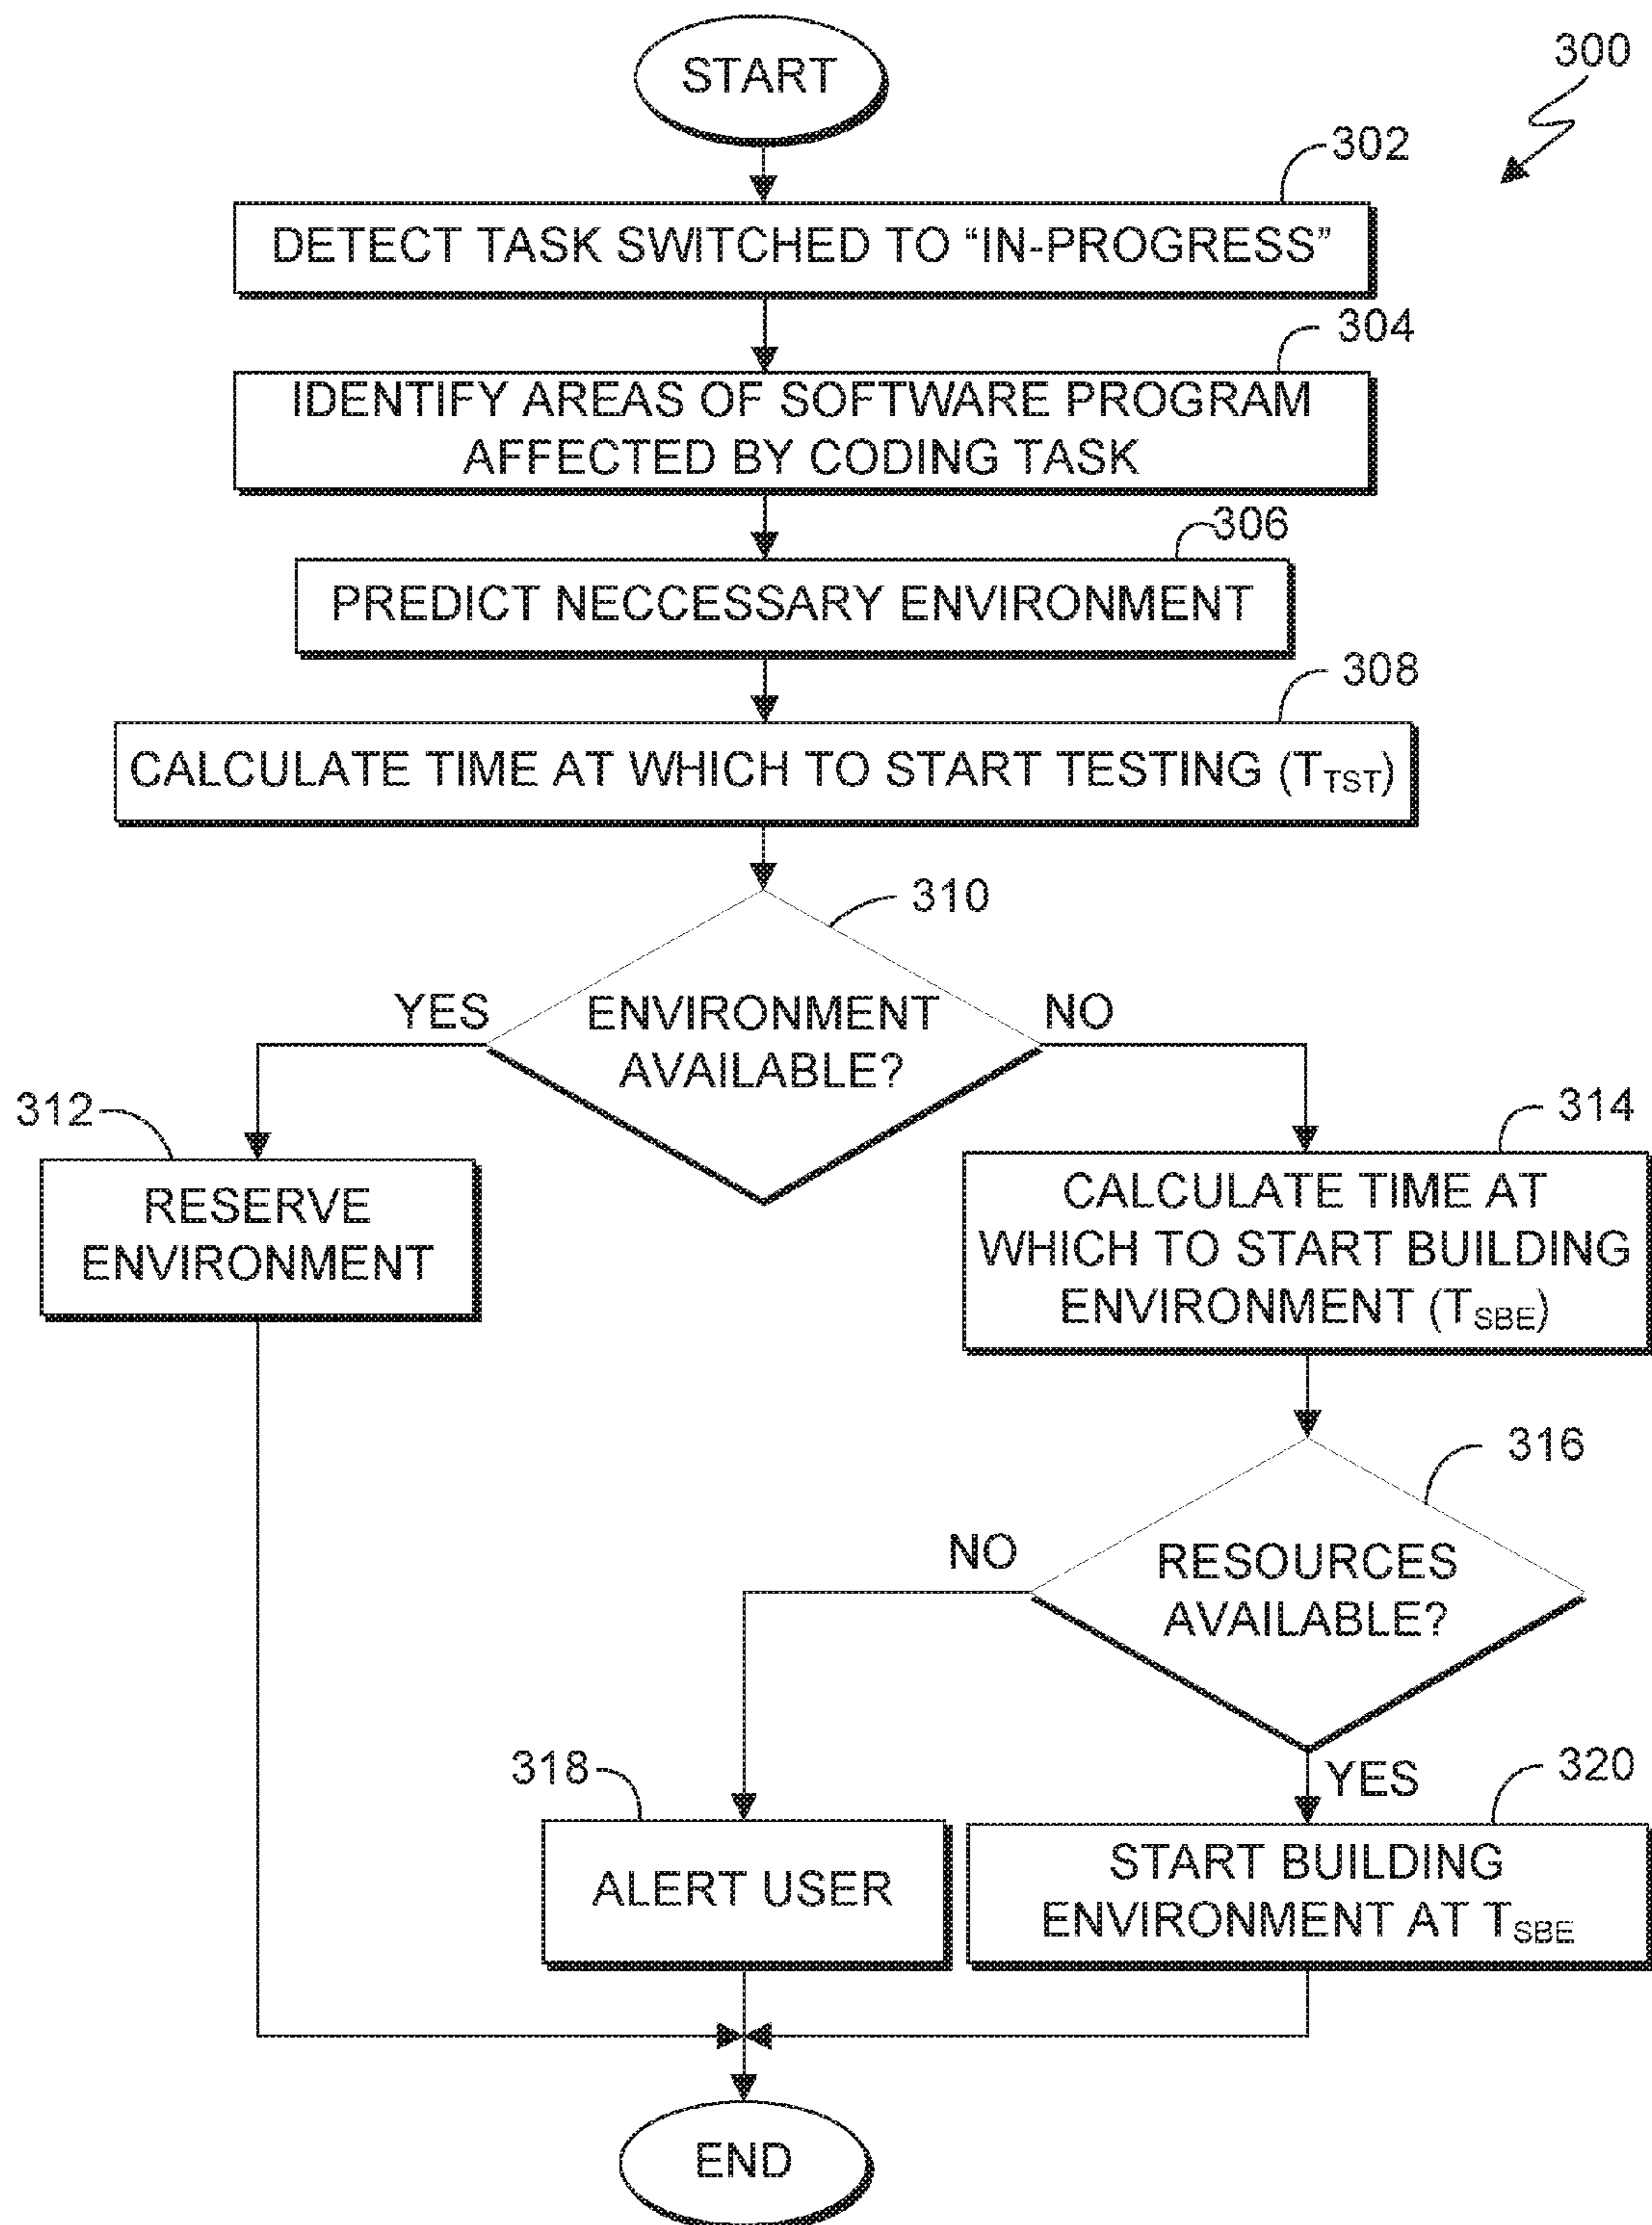 START
300
302
DETECT TASK SWITCHED TO “IN-PROGRESS”
304
IDENTIFY AREAS OF SOFTWARE PROGRAM
AFFECTED BY CODING TASK
306
PREDICT NECCESSARY ENVIRONMENT
308
CALCULATE TIME AT WHICH TO START TESTING (TTST)
310
YES
ENVIRONMENT
AVAILABLE?
NO
312
RESERVE
ENVIRONMENT
314
CALCULATE TIME AT
WHICH TO START BUILDING
ENVIRONMENT (TSBE)
316
NO
RESOURCES
AVAILABLE?
318
ALERT USER
YES
320
START BUILDING
ENVIRONMENT AT TSBE
END